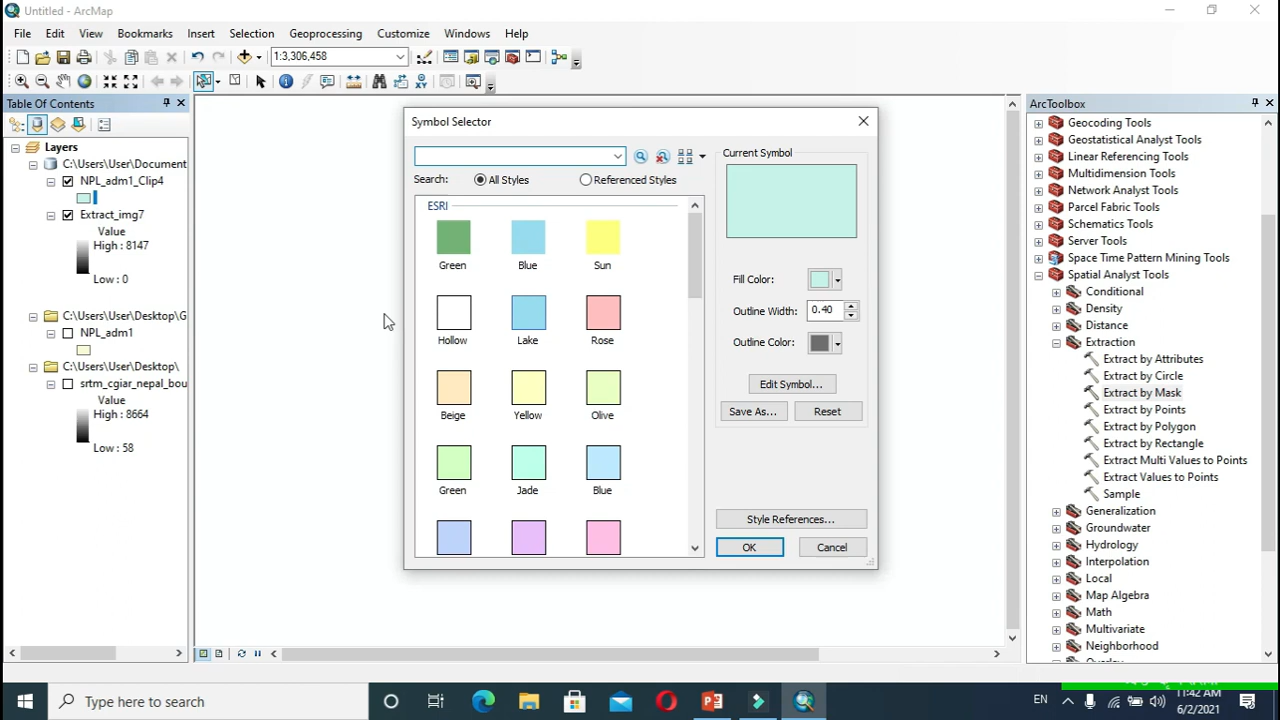 Untitled - ArcMap
File Edit View Bookmarks Insert Selection Geoprocessing Customize Windows Help
1:3,306,458
Table Of Contents
Layers
C:\Users\User\Document
NPL_adm1_Clip4
Extract_img7
Value
High : 8147
Low : 0
C:\Users\User\Desktop\G
NPL_adm1
C:\Users\User\Desktop\
srtm_cgiar_nepal_bou
Value
High : 8664
Low : 58
Symbol Selector
Search: All Styles Referenced Styles
ESRI
Green Blue Sun
Hollow Lake Rose
Beige Yellow Olive
Green Jade Blue
Current Symbol
Fill Color:
Outline Width: 0.40
Outline Color:
Edit Symbol...
Save As... Reset
Style References...
OK Cancel
ArcToolbox
Geocoding Tools
Geostatistical Analyst Tools
Linear Referencing Tools
Multidimension Tools
Network Analyst Tools
Parcel Fabric Tools
Schematics Tools
Server Tools
Space Time Pattern Mining Tools
Spatial Analyst Tools
Conditional
Density
Distance
Extraction
Extract by Attributes
Extract by Circle
Extract by Mask
Extract by Points
Extract by Polygon
Extract by Rectangle
Extract Multi Values to Points
Extract Values to Points
Sample
Generalization
Groundwater
Hydrology
Interpolation
Local
Map Algebra
Math
Multivariate
Neighborhood
Overlay
Type here to search
EN
11:42 AM
6/2/2021